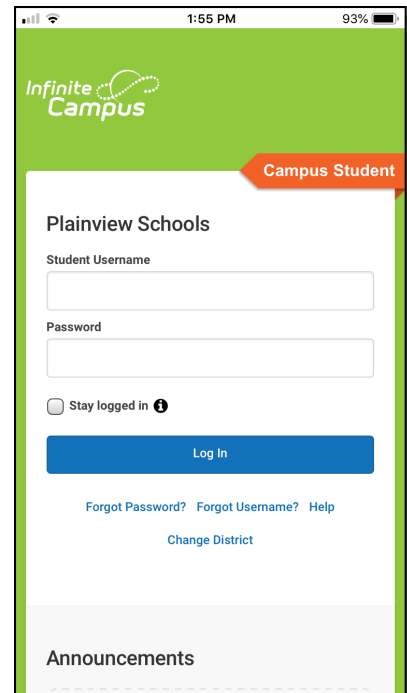 1:55 PM 93%
Infinite
Campus
Campus Student
Plainview Schools
Student Username
Password
Stay logged in
Log In
Forgot Password? Forgot Username? Help
Change District
Announcements